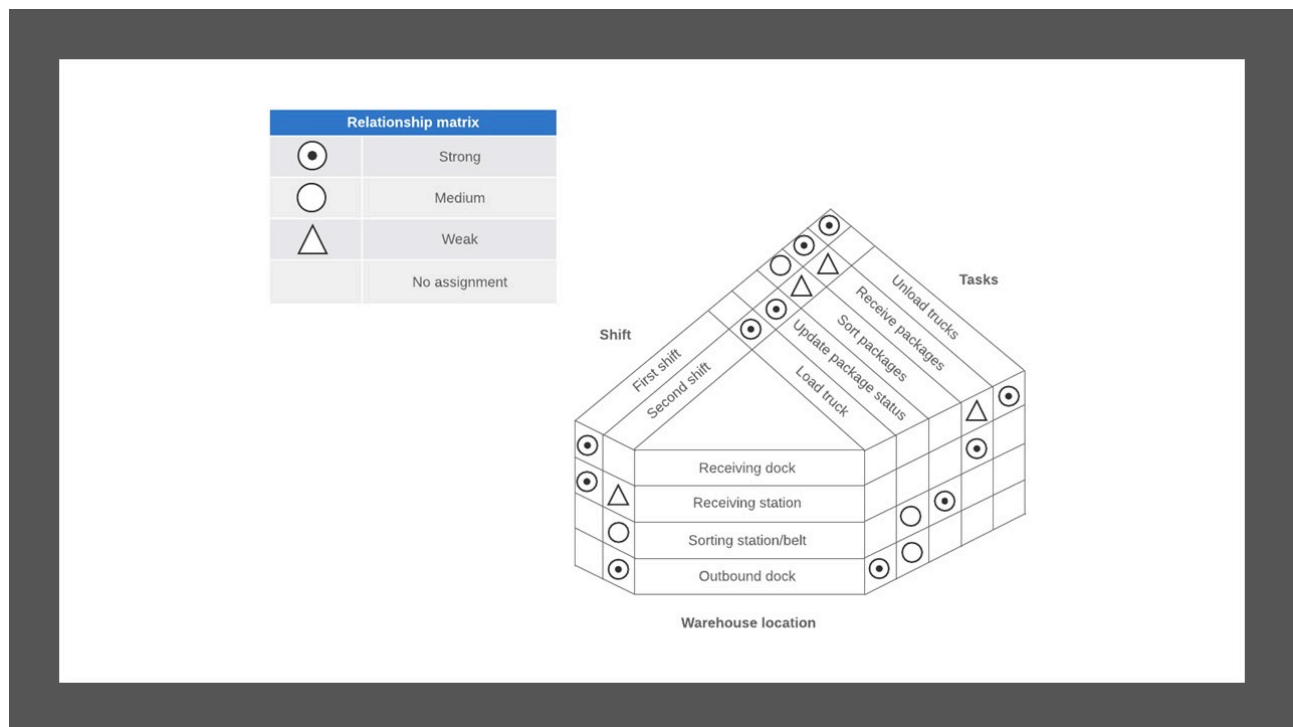 Relationship matrix
Strong
Medium
Weak
No assignment
Tasks
Shift
Unload trucks
Receive packages
Sort packages
Update package status
Load truck
First shift
Second shift
Receiving dock
Receiving station
Sorting station/belt
Outbound dock
Warehouse location